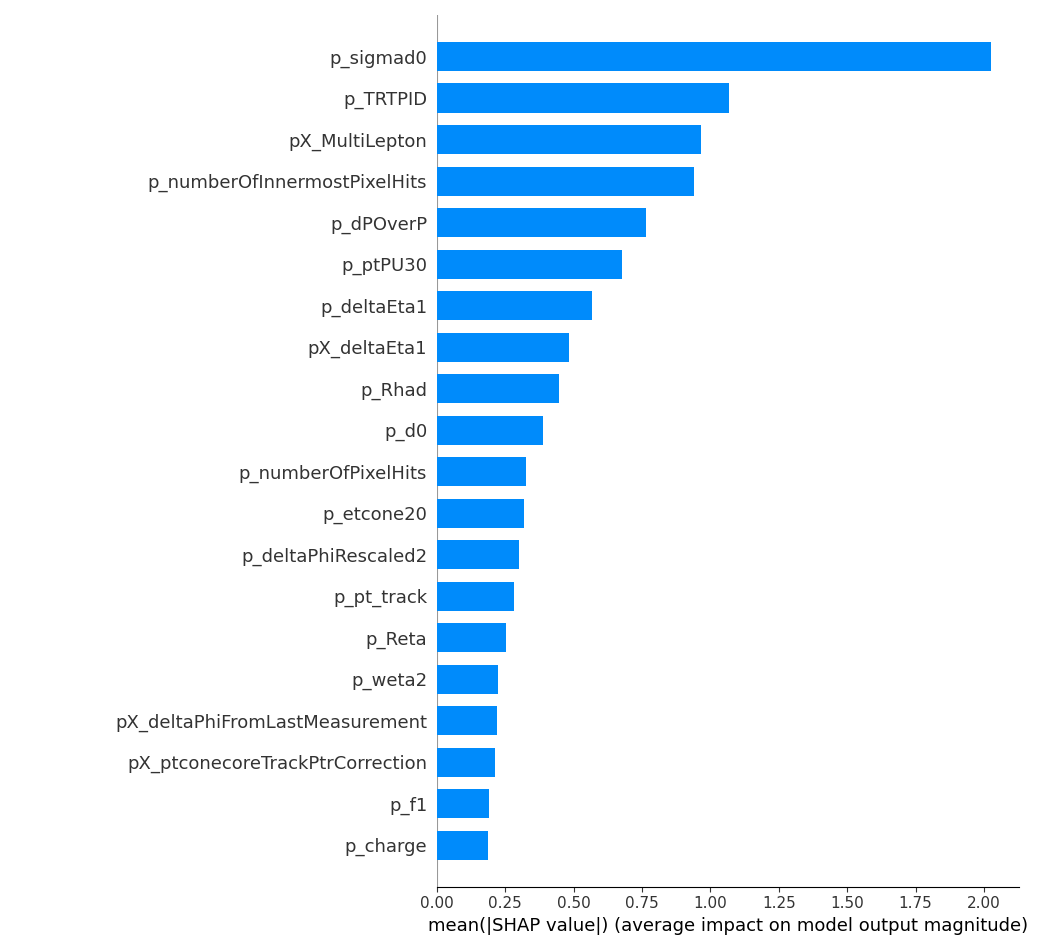 p_sigmad0
p_TRTPID
pX_MultiLepton
p_numberOfInnermostPixelHits
p_dPOverP
p_ptPU30
p_deltaEta1
pX_deltaEta1
p_Rhad
p_d0
p_numberOfPixelHits
p_etcone20
p_deltaPhiRescaled2
p_pt_track
p_Reta
p_weta2
pX_deltaPhiFromLastMeasurement
pX_ptconecoreTrackPtrCorrection
p_f1
p_charge
0.00 0.25 0.50 0.75 1.00 1.25 1.50 1.75 2.00
mean(|SHAP value|) (average impact on model output magnitude)